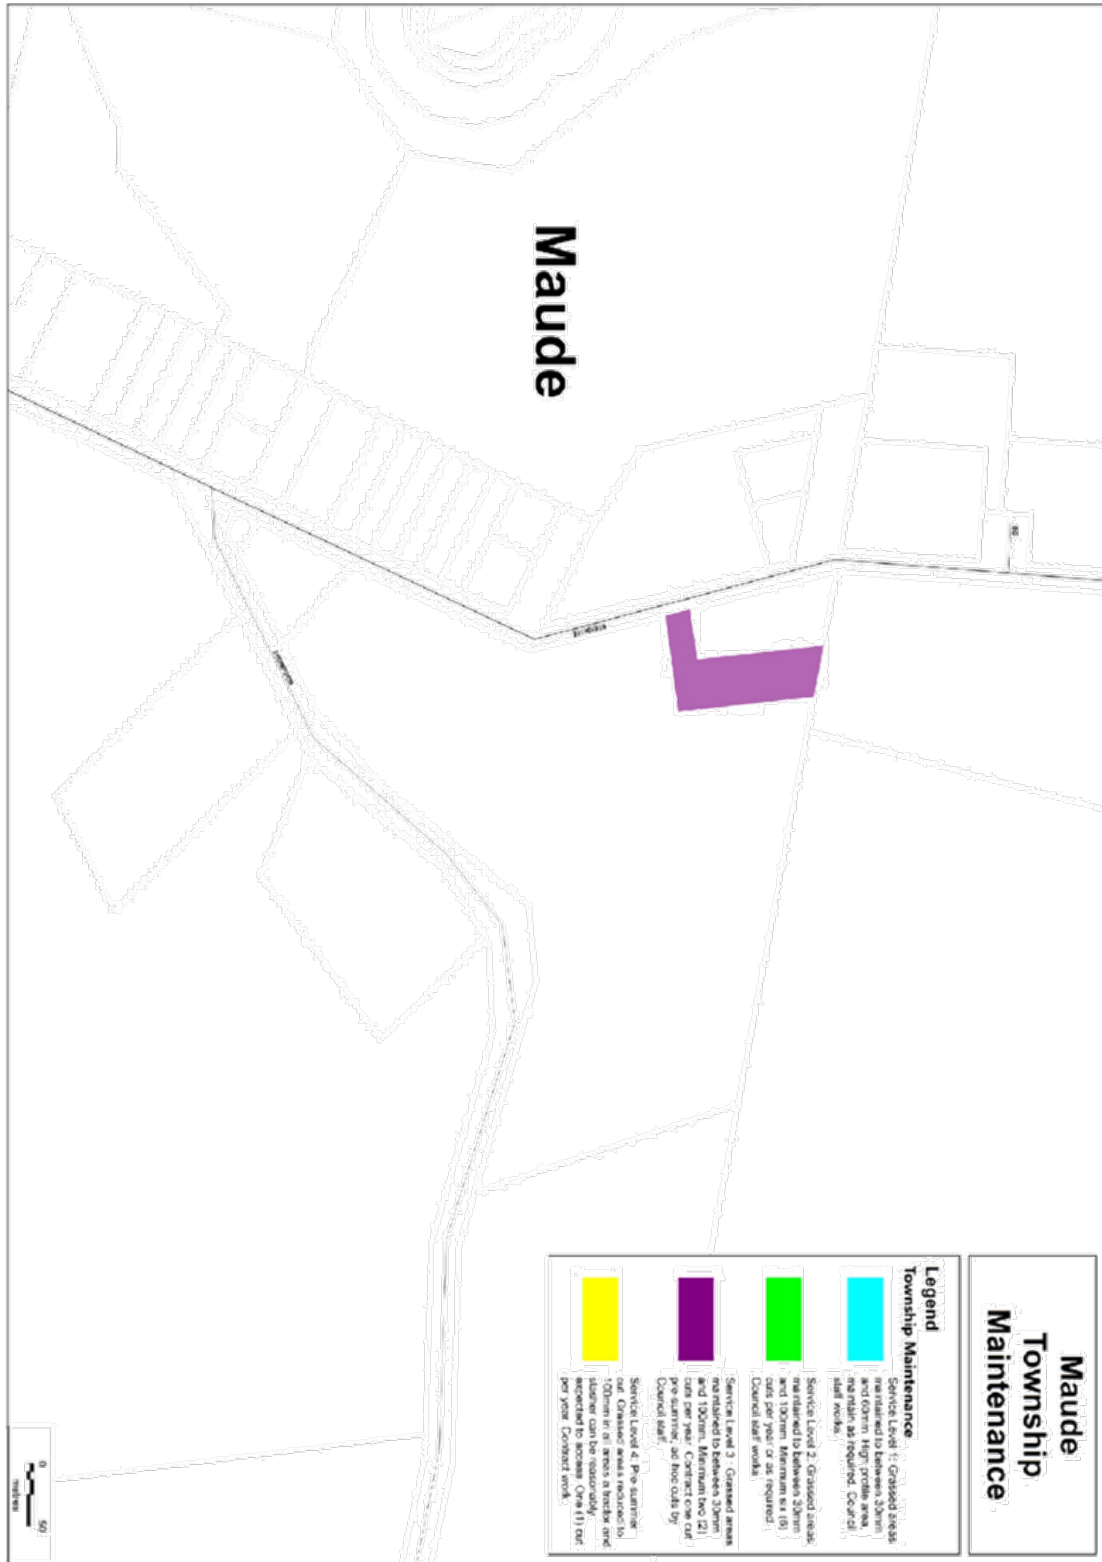 Maude
Township
Maintenance
Legend
Township Maintenance
Service Level 1: Grassed areas
maintained to between 30mm
and 60mm. High profile area,
maintain as required. Council
staff works.
Service Level 2: Grassed areas
maintained to between 30mm
and 100mm. Minimum six (6)
cuts per year or as required.
Council staff works.
Service Level 3 : Grassed areas
maintained to between 30mm
and 100mm. Minimum two (2)
cuts per year. Contract one cut
pre-summer, ad hoc cuts by
Council staff.
Service Level 4: Pre-summer
cut. Grassed areas reduced to
100mm in all areas a tractor and
slasher can be reasonably
expected to access. One (1) cut
per year. Contract work.
Maude
0 50
metres